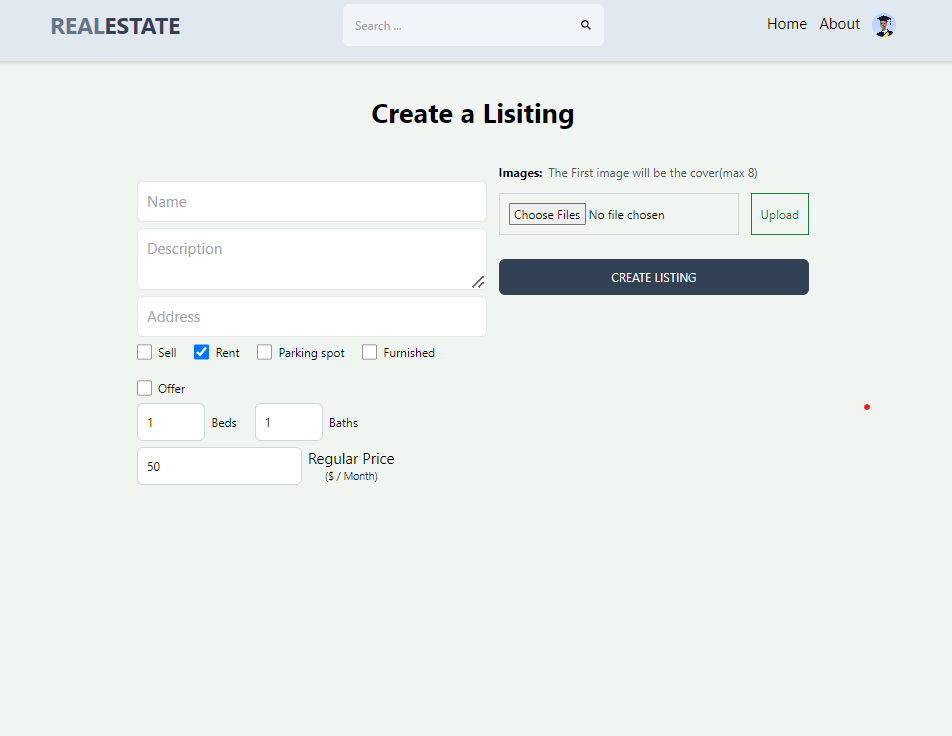 REALESTATE
Search ...
Home About
Create a Lisiting
Name
Description
Address
Sell Rent Parking spot Furnished
Offer
1 Beds 1 Baths
50 Regular Price
($ / Month)
Images: The First image will be the cover(max 8)
Choose Files No file chosen Upload
CREATE LISTING